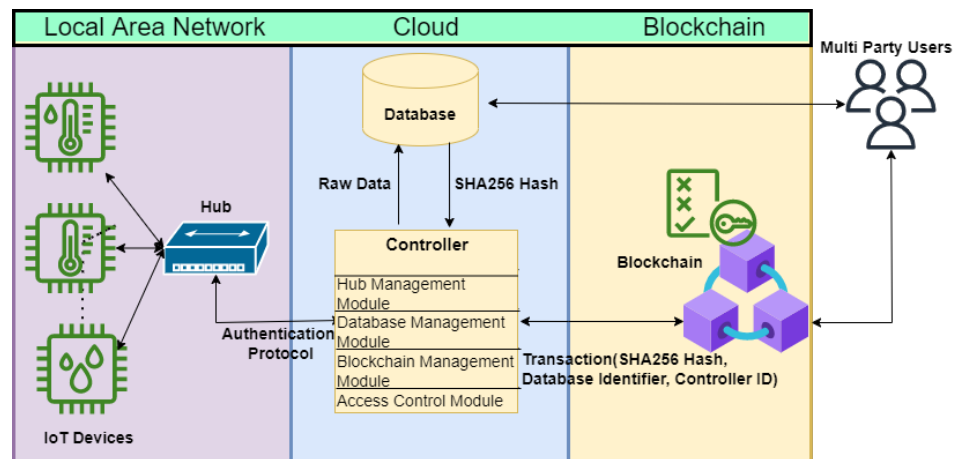 Local Area Network
Cloud
Blockchain
Multi Party Users
Database
Raw Data
SHA256 Hash
Hub
Controller
Hub Management
Module
Database Management
Module
Blockchain Management
Module
Access Control Module
Authentication
Protocol
Blockchain
Transaction(SHA256 Hash,
Database Identifier, Controller ID)
IoT Devices